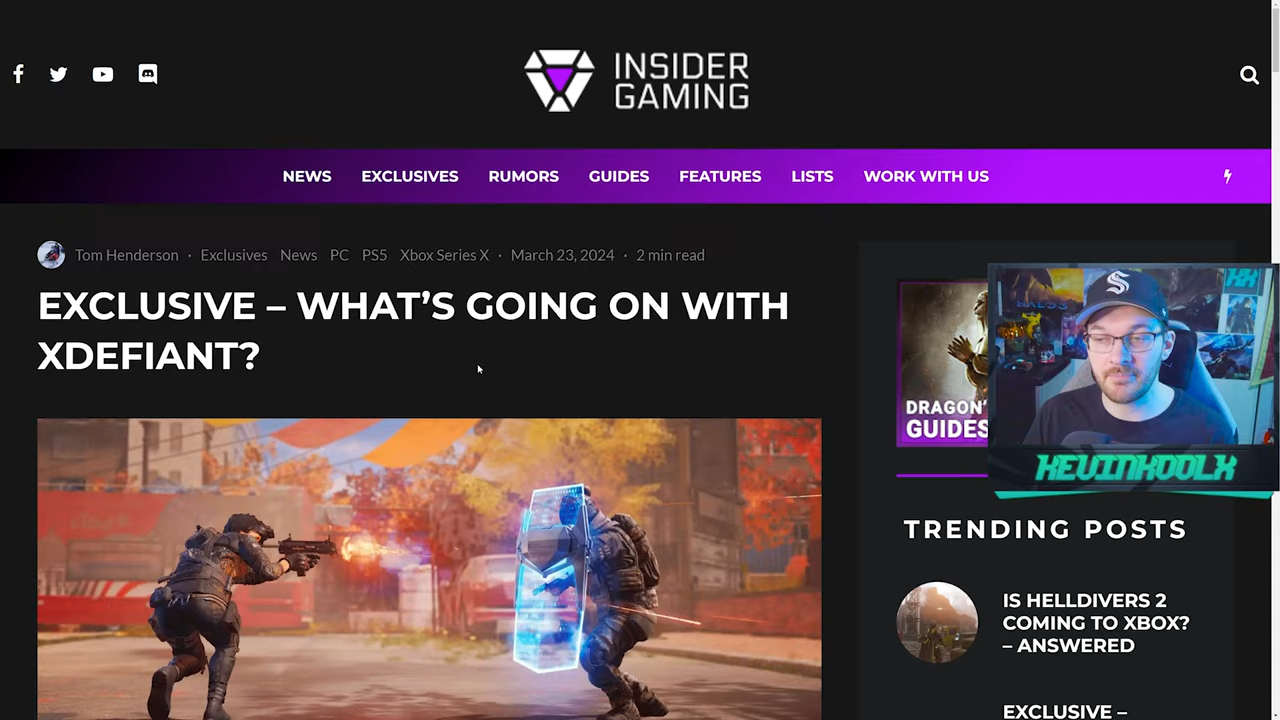 INSIDER
GAMING
NEWS EXCLUSIVES RUMORS GUIDES FEATURES LISTS WORK WITH US
Tom Henderson · Exclusives News PC PS5 Xbox Series X · March 23, 2024 · 2 min read
EXCLUSIVE – WHAT'S GOING ON WITH
XDEFIANT?
DRAGON'
GUIDES
KEVINKOOLX
TRENDING POSTS
IS HELLDIVERS 2
COMING TO XBOX?
– ANSWERED
EXCLUSIVE –